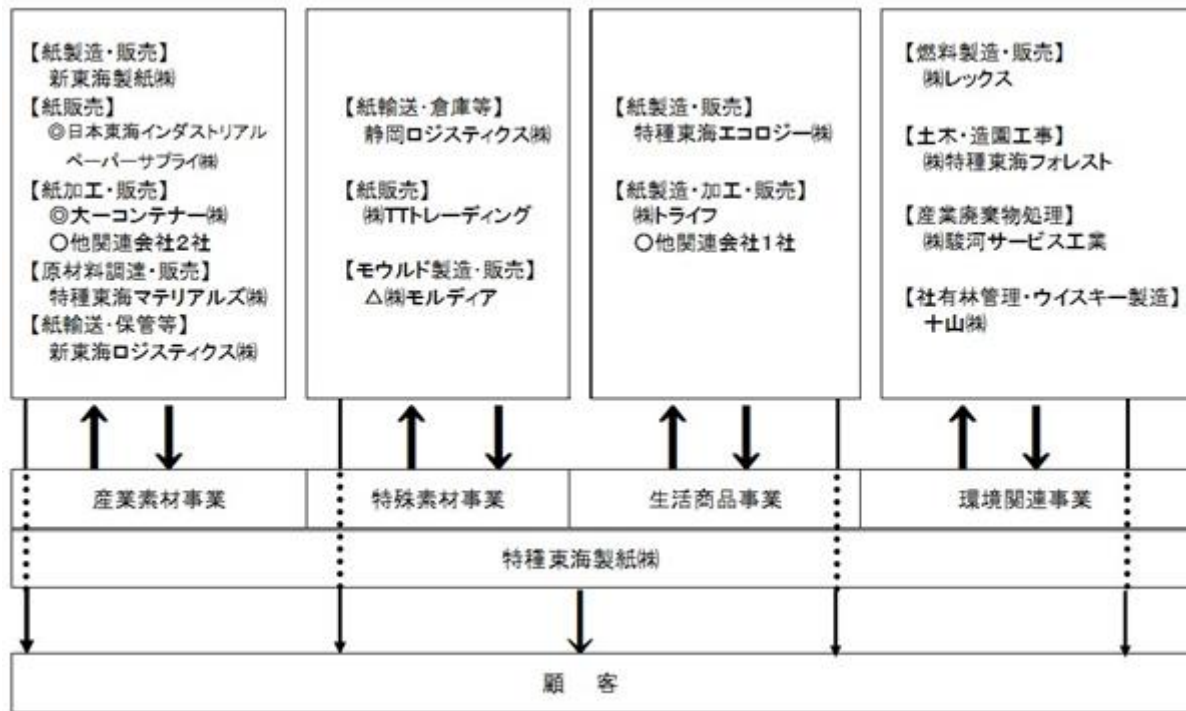 【紙製造・販売】
新東海製紙㈱
【紙販売】
◎日本東海インダストリアル
ペーパーサプライ㈱
【紙加工・販売】
◎大一コンテナー㈱
〇他関連会社2社
【原材料調達・販売】
特種東海マテリアルズ㈱
【紙輸送・保管等】
新東海ロジスティクス㈱
【紙輸送・倉庫等】
静岡ロジスティクス㈱
【紙販売】
㈱TTトレーディング
【モウルド製造・販売】
△㈱モルディア
【紙製造・販売】
特種東海エコロジー㈱
【紙製造・加工・販売】
㈱トライフ
〇他関連会社1社
【燃料製造・販売】
㈱レックス
【土木・造園工事】
㈱特種東海フォレスト
【産業廃棄物処理】
㈱駿河サービス工業
【社有林管理・ウイスキー製造】
十山㈱
産業素材事業
特殊素材事業
生活商品事業
環境関連事業
特種東海製紙㈱
顧 客